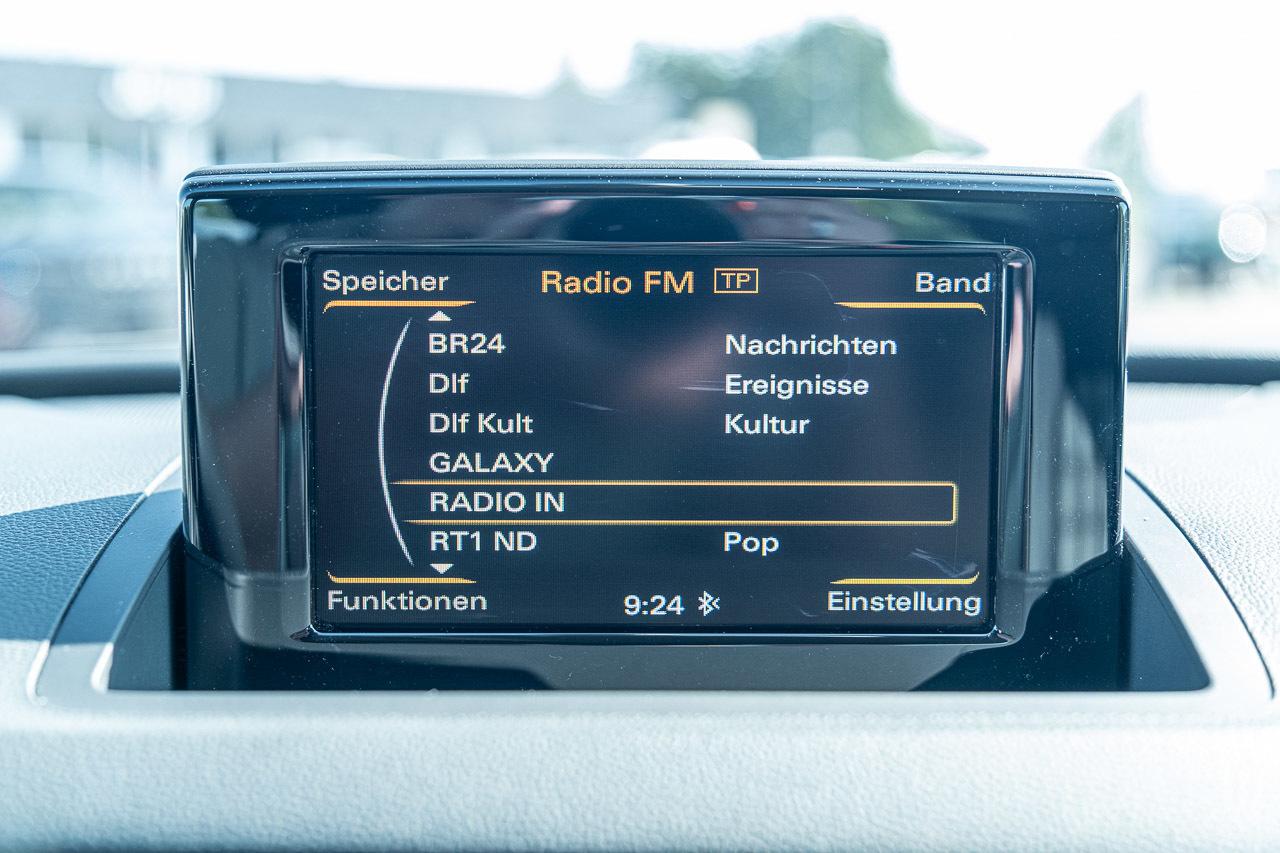 Speicher Radio FM TP Band
BR24 Nachrichten
Dlf Ereignisse
Dlf Kult Kultur
GALAXY
RADIO IN
RT1 ND Pop
Funktionen 9:24 Einstellung